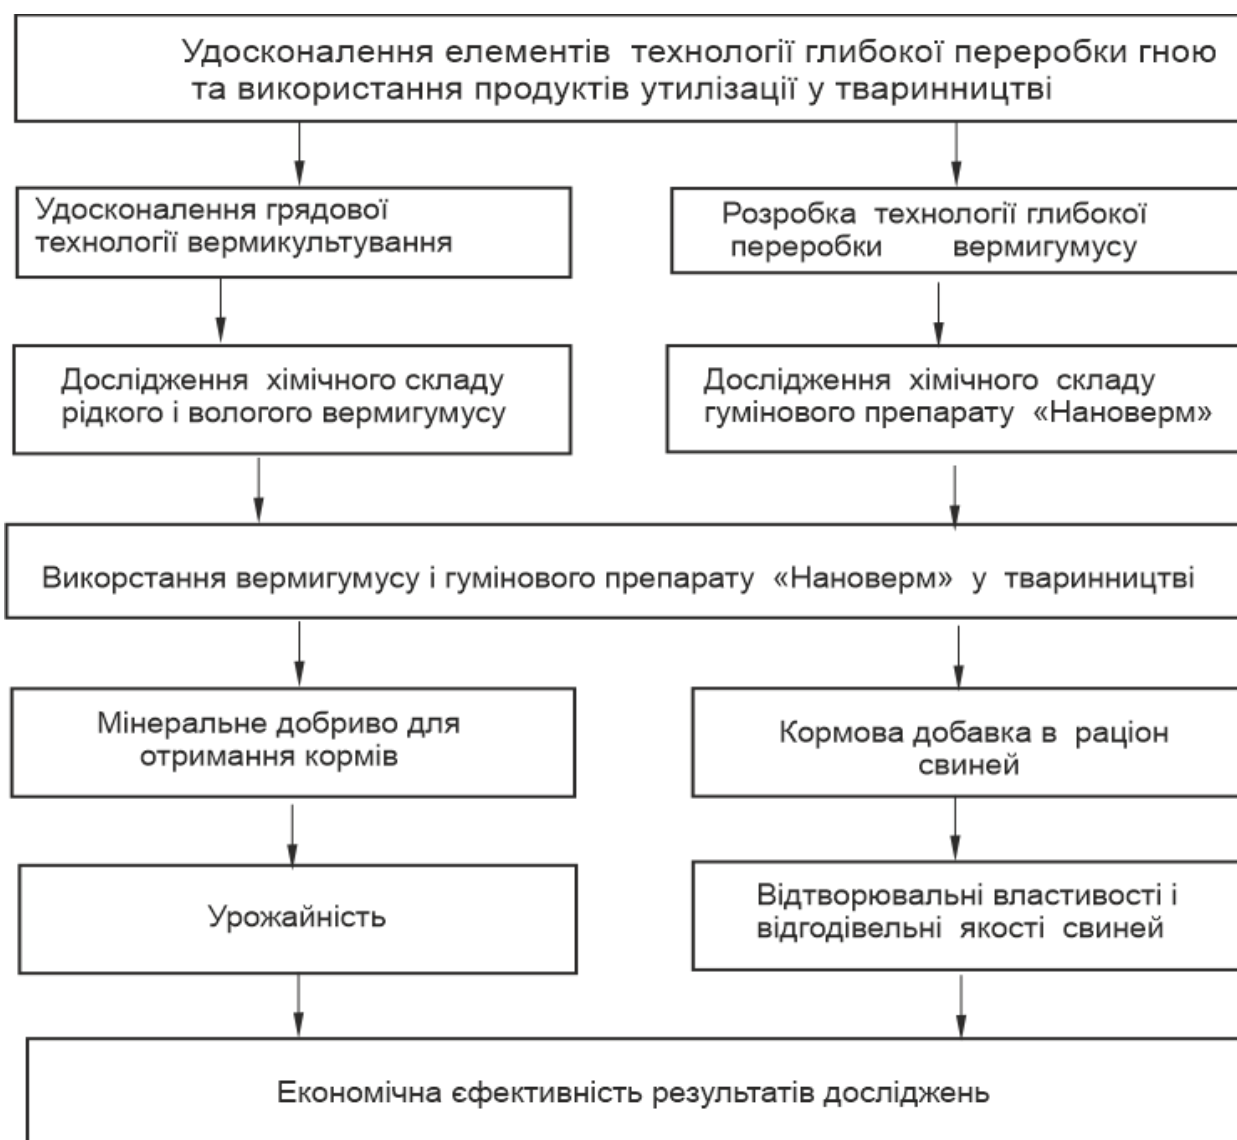 Удосконалення елементів технології глибокої переробки гною
та використання продуктів утилізації у тваринництві
Удосконалення грядової
технології вермикультування
Розробка технології глибокої
переробки вермигумусу
Дослідження хімічного складу
рідкого і вологого вермигумусу
Дослідження хімічного складу
гумінового препарату «Нановерм»
Викорстання вермигумусу і гумінового препарату «Нановерм» у тваринництві
Мінеральне добриво для
отримання кормів
Кормова добавка в раціон
свиней
Урожайність
Відтворювальні властивості і
відгодівельні якості свиней
Економічна єфективність результатів досліджень